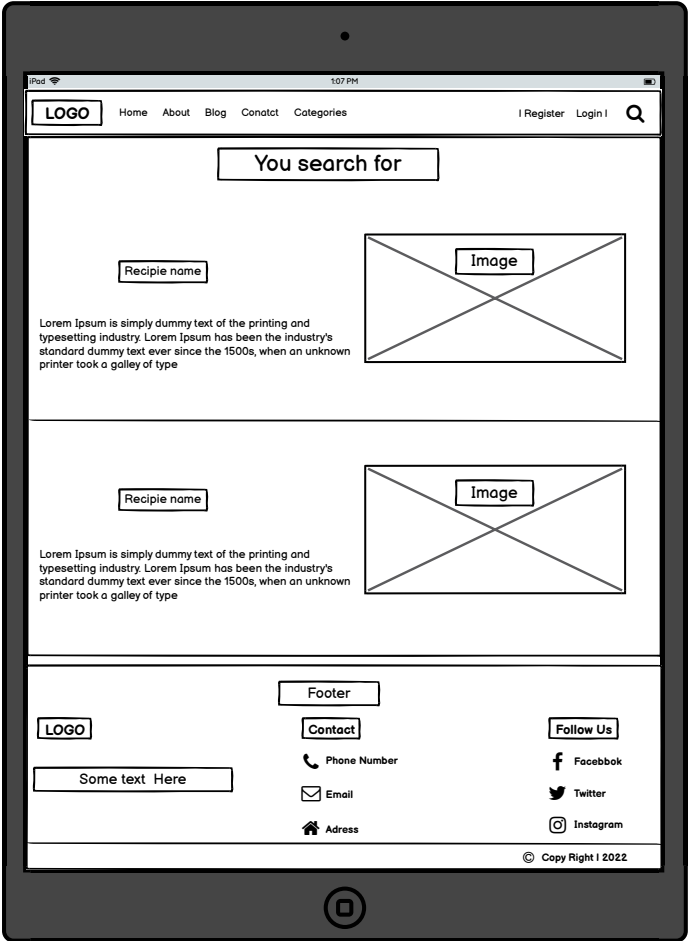 iPad 1:07 PM
LOGO Home About Blog Conatct Categories | Register Login |
You search for
Recipie name
Image
Lorem Ipsum is simply dummy text of the printing and
typesetting industry. Lorem Ipsum has been the industry's
standard dummy text ever since the 1500s, when an unknown
printer took a galley of type
Recipie name
Image
Lorem Ipsum is simply dummy text of the printing and
typesetting industry. Lorem Ipsum has been the industry's
standard dummy text ever since the 1500s, when an unknown
printer took a galley of type
Footer
LOGO
Some text Here
Contact
Phone Number
Email
Adress
Follow Us
Facebbok
Twitter
Instagram
© Copy Right | 2022